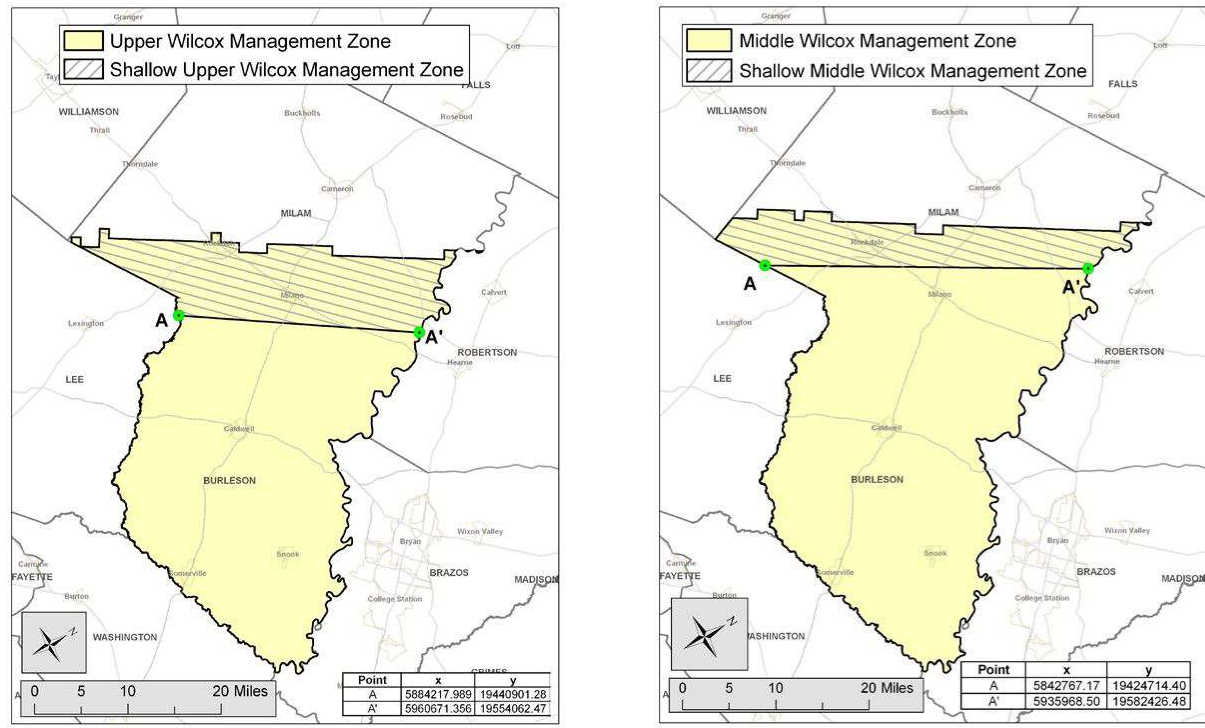 Granger
Upper Wilcox Management Zone
Loft
Shallow Upper Wilcox Management Zone
FALLS
WILLIAMSON
Buckholts
Rosebud
Thrall
Thorndale
Cameron
MILAM
Rockdale
Calvert
Milano
A
Lexington
A'
ROBERTSON
Hearne
LEE
Caldwell
BURLESON
Wixon Valley
Bryan
Snook
Carmine
FAYETTE
Somerville
BRAZOS
MADISON
Burton
College Station
N
WASHINGTON
GRIMES
0 5 10 20 Miles
Point x y
A 5884217.989 19440901.28
A' 5960671.356 19554062.47
Granger
Middle Wilcox Management Zone
Lott
Shallow Middle Wilcox Management Zone
FALLS
WILLIAMSON
Buckholts
Rosebud
Thrall
Thorndale
Cameron
MILAM
Rockdale
A
A'
Calvert
Milano
Lexington
ROBERTSON
Hearne
LEE
Caldwell
BURLESON
Wixon Valley
Bryan
Snook
Carmine
FAYETTE
Somerville
BRAZOS
MADISON
Burton
College Station
N
WASHINGTON
0 5 10 20 Miles
Point x y
A 5842767.17 19424714.40
A' 5935968.50 19582426.48